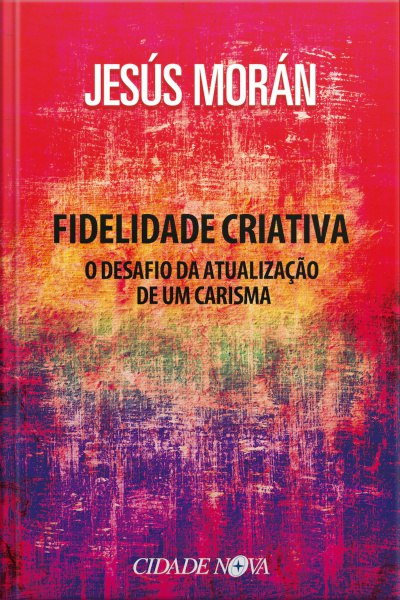 JESÚS MORÁN
FIDELIDADE CRIATIVA
O DESAFIO DA ATUALIZAÇÃO
DE UM CARISMA
CIDADE NOVA